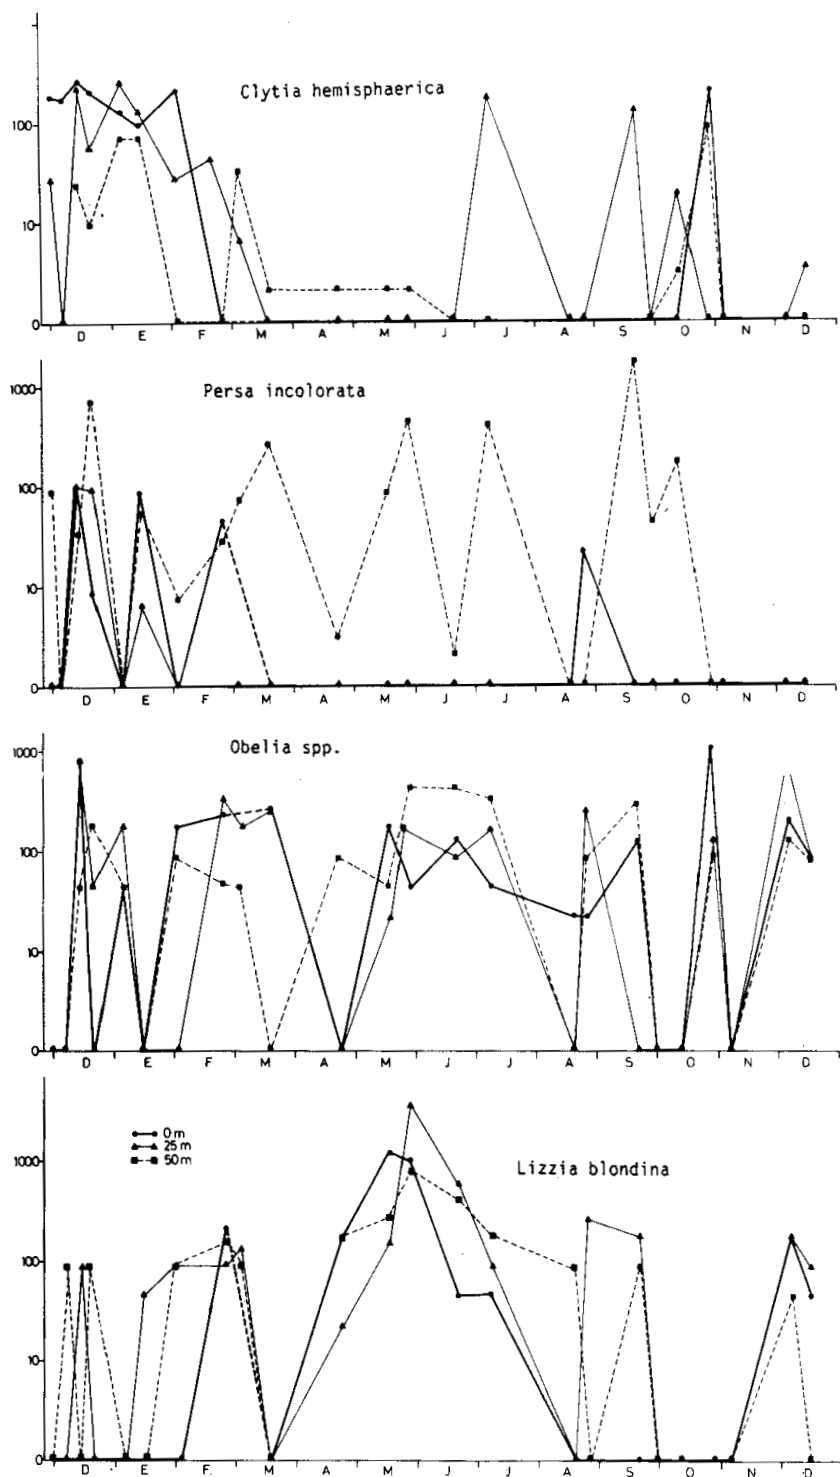 Clytia hemisphaerica
100
10
0
D E F M A M J J A S O N D
Persa incolorata
1000
100
10
0
D E F M A M J J A S O N D
Obelia spp.
1000
100
10
0
D E F M A M J J A S O N D
0 m
25 m
50 m
Lizzia blondina
1000
100
10
0
D E F M A M J J A S O N D